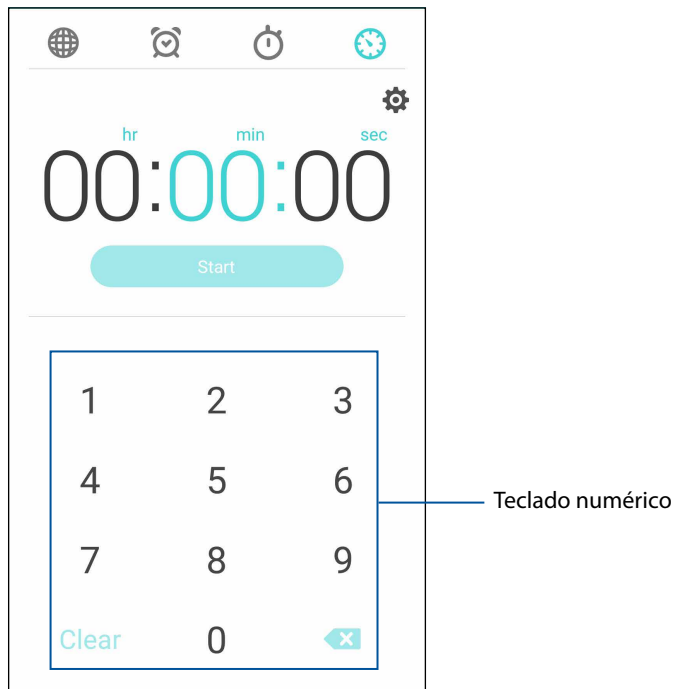 hr min sec
00:00:00
Start
1 2 3
4 5 6
Teclado numérico
7 8 9
Clear 0